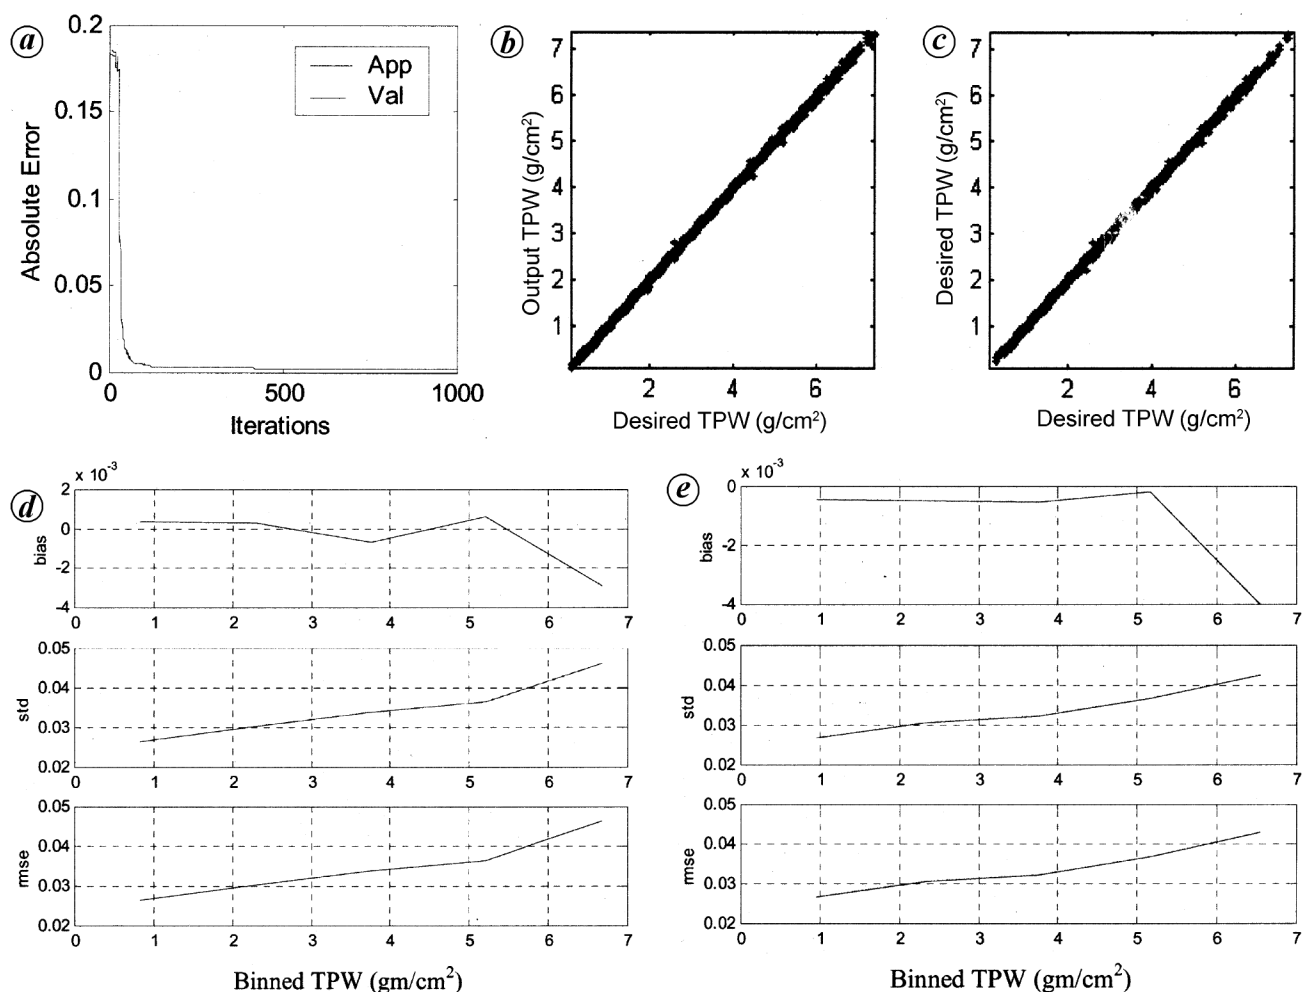 a
0.2
0.15
0.1
0.05
0
0
500
1000
App
Val
Absolute Error
Iterations
b
7
6
5
4
3
2
1
2
4
6
Output TPW (g/cm²)
Desired TPW (g/cm²)
c
7
6
5
4
3
2
1
2
4
6
Desired TPW (g/cm²)
Desired TPW (g/cm²)
d
x 10⁻³
2
0
-2
-4
bias
0 1 2 3 4 5 6 7
0.05
0.04
0.03
0.02
std
0 1 2 3 4 5 6 7
0.05
0.04
0.03
0.02
rmse
0 1 2 3 4 5 6 7
Binned TPW (gm/cm²)
e
x 10⁻³
0
-2
-4
bias
0 1 2 3 4 5 6 7
0.05
0.04
0.03
0.02
std
0 1 2 3 4 5 6 7
0.05
0.04
0.03
0.02
rmse
0 1 2 3 4 5 6 7
Binned TPW (gm/cm²)